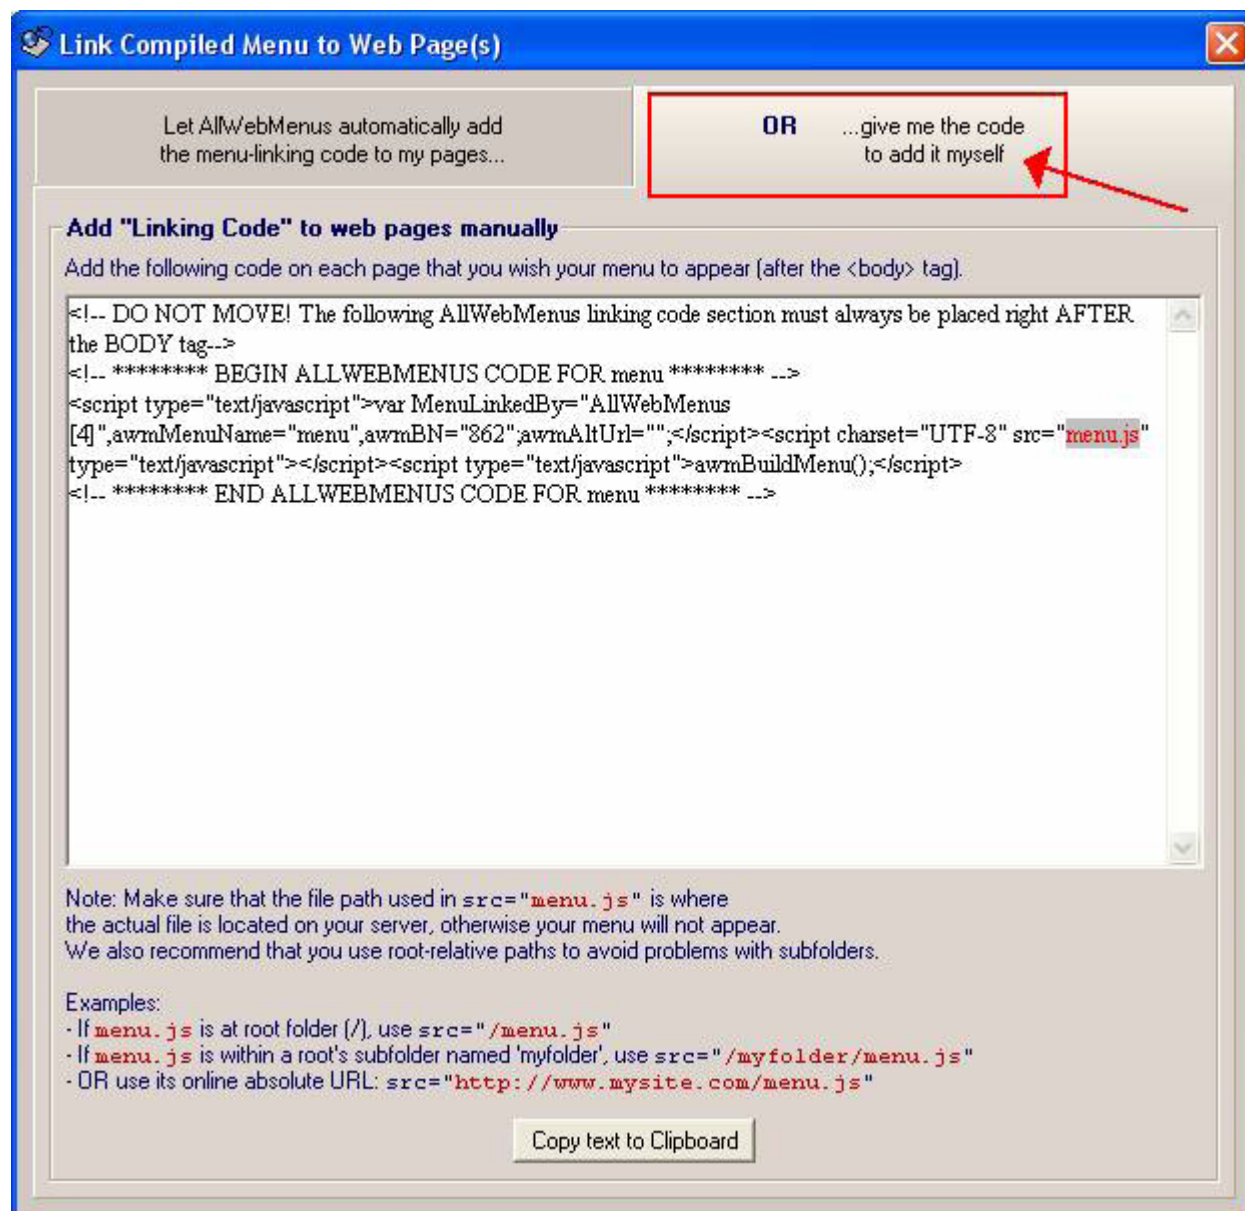 Link Compiled Menu to Web Page(s)
Let AllWebMenus automatically add
the menu-linking code to my pages...
OR ...give me the code
to add it myself
Add "Linking Code" to web pages manually
Add the following code on each page that you wish your menu to appear (after the <body> tag).
<!-- DO NOT MOVE! The following AllWebMenus linking code section must always be placed right AFTER
the BODY tag-->
<!-- ******** BEGIN ALLWEBMENUS CODE FOR menu ******** -->
<script type="text/javascript">var MenuLinkedBy="AllWebMenus
[4]",awmMenuName="menu",awmBN="862";awmAltUrl="";</script><script charset="UTF-8" src="menu.js"
type="text/javascript"></script><script type="text/javascript">awmBuildMenu();</script>
<!-- ******** END ALLWEBMENUS CODE FOR menu ******** -->
Note: Make sure that the file path used in src="menu.js" is where
the actual file is located on your server, otherwise your menu will not appear.
We also recommend that you use root-relative paths to avoid problems with subfolders.
Examples:
- If menu.js is at root folder (/), use src="/menu.js"
- If menu.js is within a root's subfolder named 'myfolder', use src="/myfolder/menu.js"
- OR use its online absolute URL: src="http://www.mysite.com/menu.js"
Copy text to Clipboard